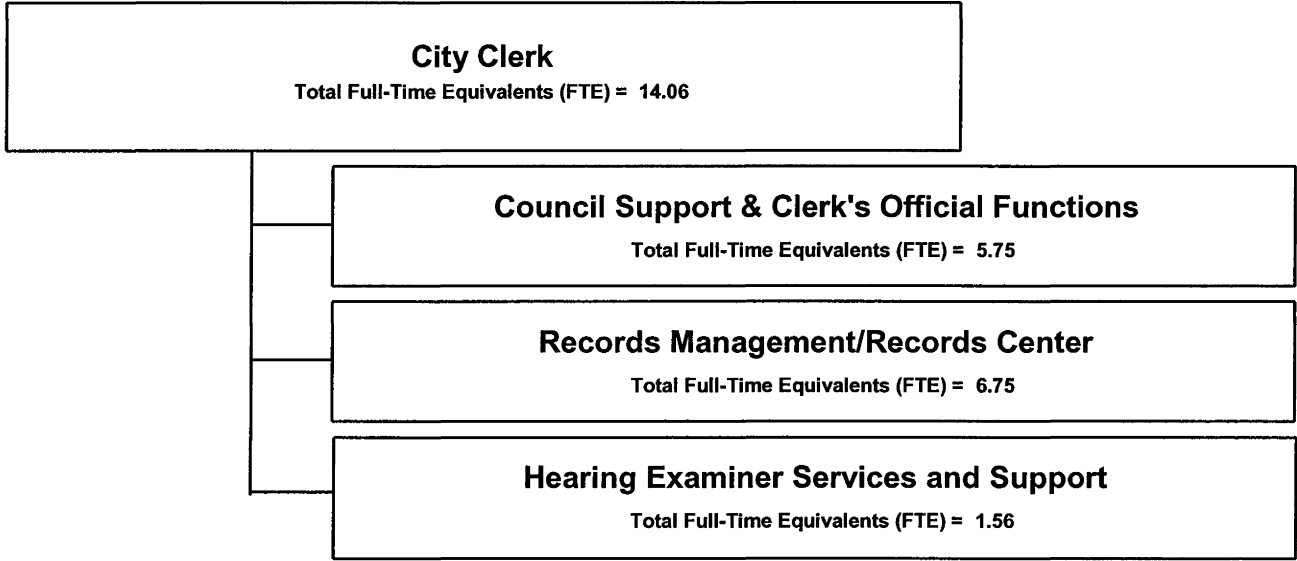 City Clerk
Total Full-Time Equivalents (FTE) = 14.06
Council Support & Clerk's Official Functions
Total Full-Time Equivalents (FTE) = 5.75
Records Management/Records Center
Total Full-Time Equivalents (FTE) = 6.75
Hearing Examiner Services and Support
Total Full-Time Equivalents (FTE) = 1.56